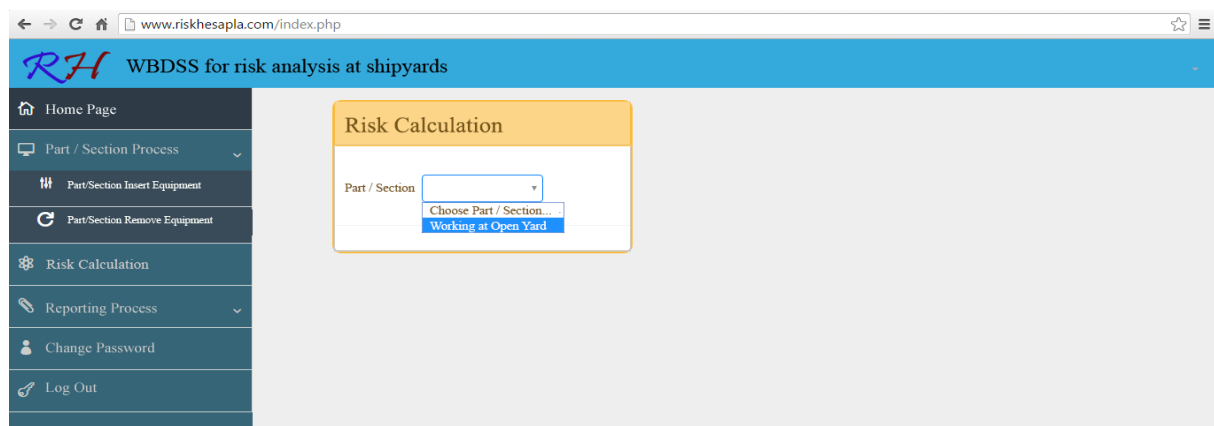 www.riskhesapla.com/index.php
RH WBDSS for risk analysis at shipyards
Home Page
Part / Section Process
Part/Section Insert Equipment
Part/Section Remove Equipment
Risk Calculation
Reporting Process
Change Password
Log Out
Risk Calculation
Part / Section
Choose Part / Section...
Working at Open Yard